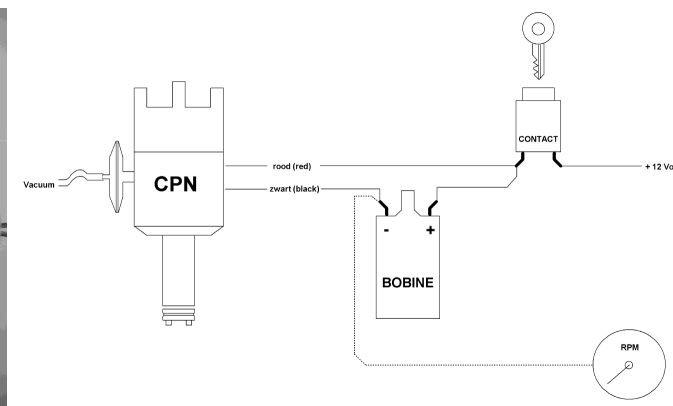 CONTACT
rood (red)
+ 12 Vo
Vacuum
CPN
zwart (black)
- +
BOBINE
RPM